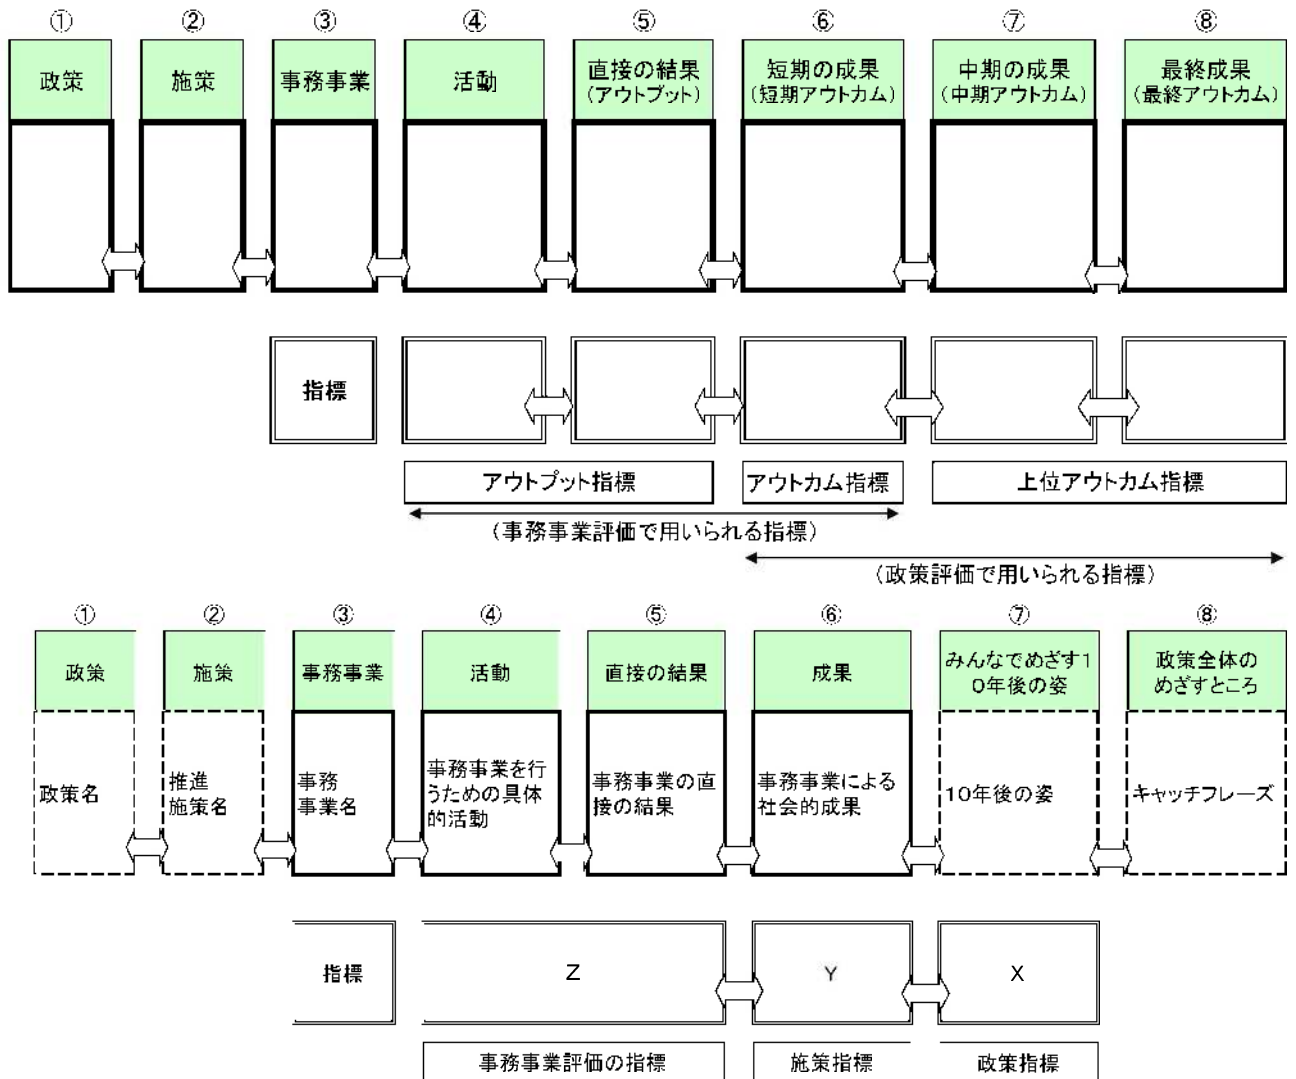 ① ② ③ ④ ⑤ ⑥ ⑦ ⑧
政策
施策
事務事業
活動
直接の結果
(アウトプット)
短期の成果
(短期アウトカム)
中期の成果
(中期アウトカム)
最終成果
(最終アウトカム)
指標
アウトプット指標
アウトカム指標
上位アウトカム指標
(事務事業評価で用いられる指標)
(政策評価で用いられる指標)
① ② ③ ④ ⑤ ⑥ ⑦ ⑧
政策
施策
事務事業
活動
直接の結果
成果
みんなでめざす1
0年後の姿
政策全体の
めざすところ
政策名
推進
施策名
事務
事業名
事務事業を行
うための具体
的活動
事務事業の直
接の結果
事務事業による
社会的成果
10年後の姿
キャッチフレーズ
指標
Z
Y
X
事務事業評価の指標
施策指標
政策指標